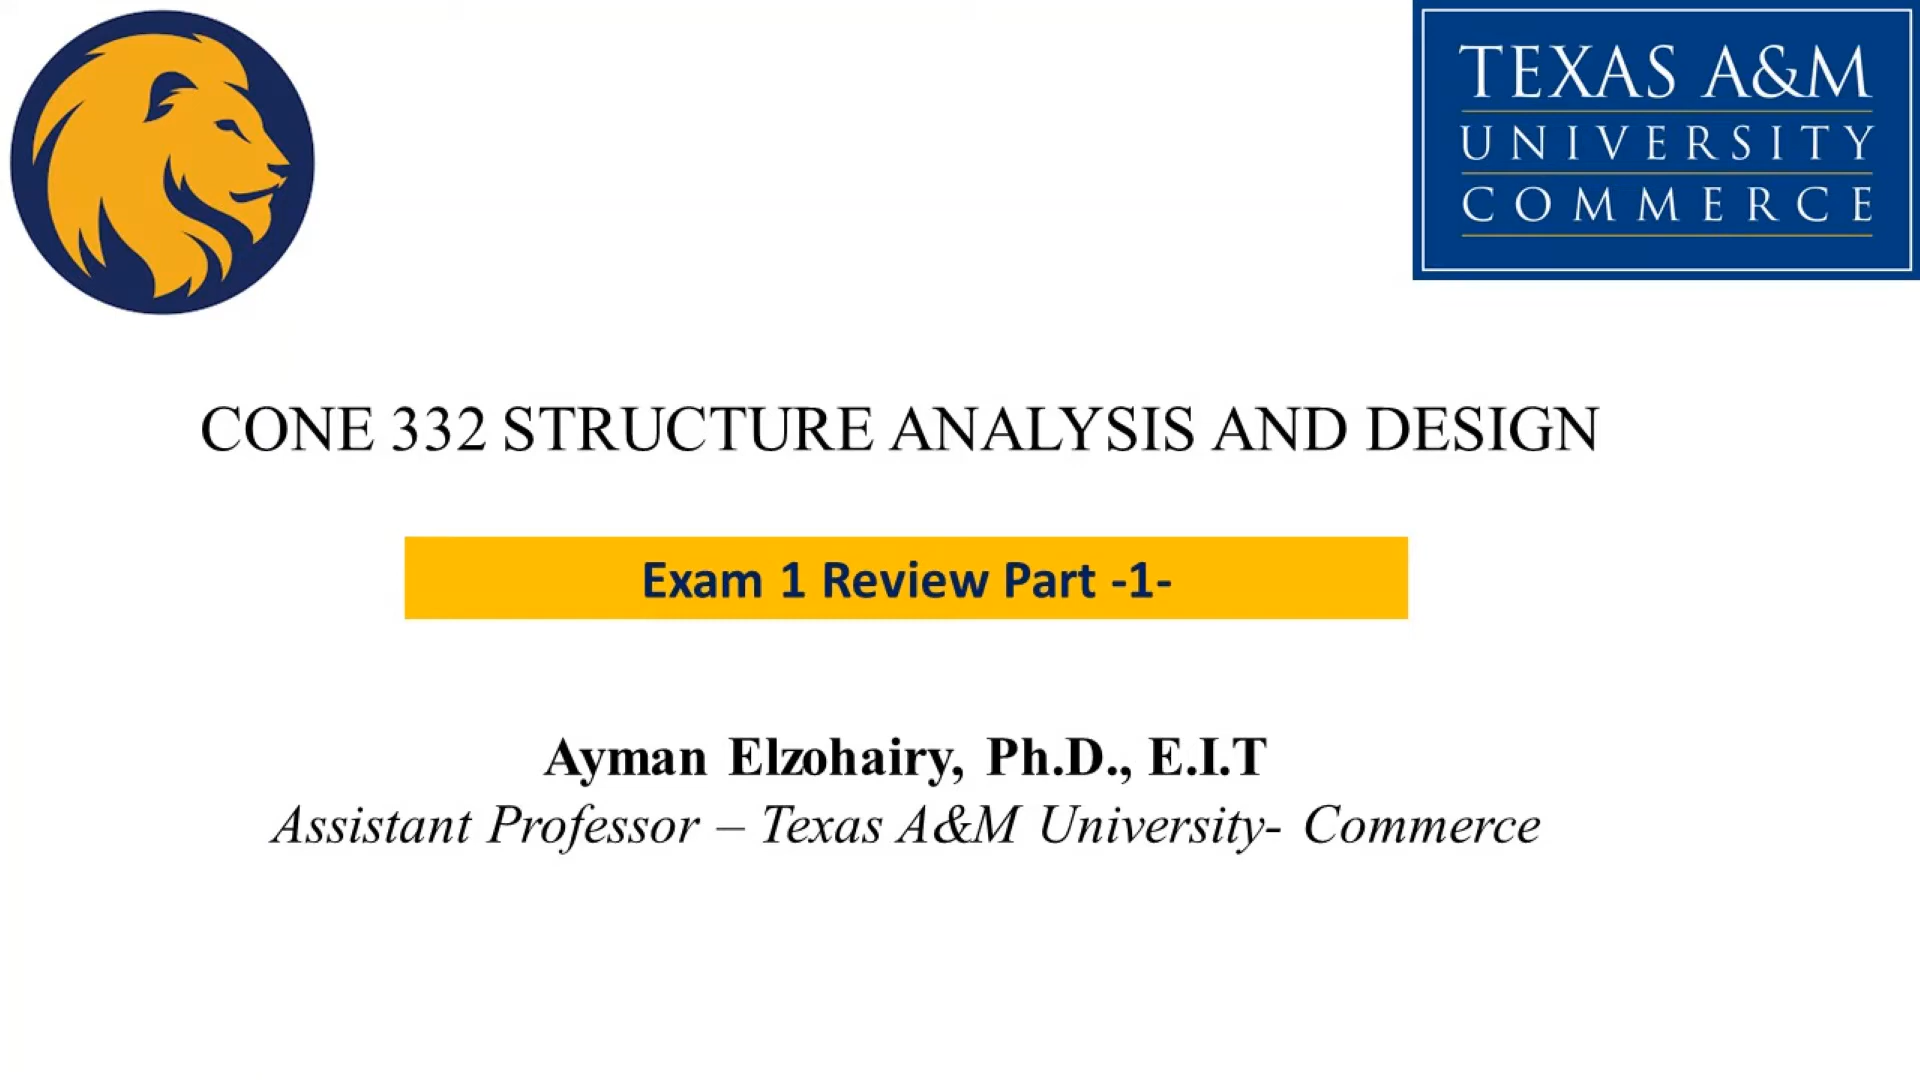 TEXAS A&M
UNIVERSITY
COMMERCE
CONE 332 STRUCTURE ANALYSIS AND DESIGN
Exam 1 Review Part -1-
Ayman Elzohairy, Ph.D., E.I.T
Assistant Professor – Texas A&M University- Commerce